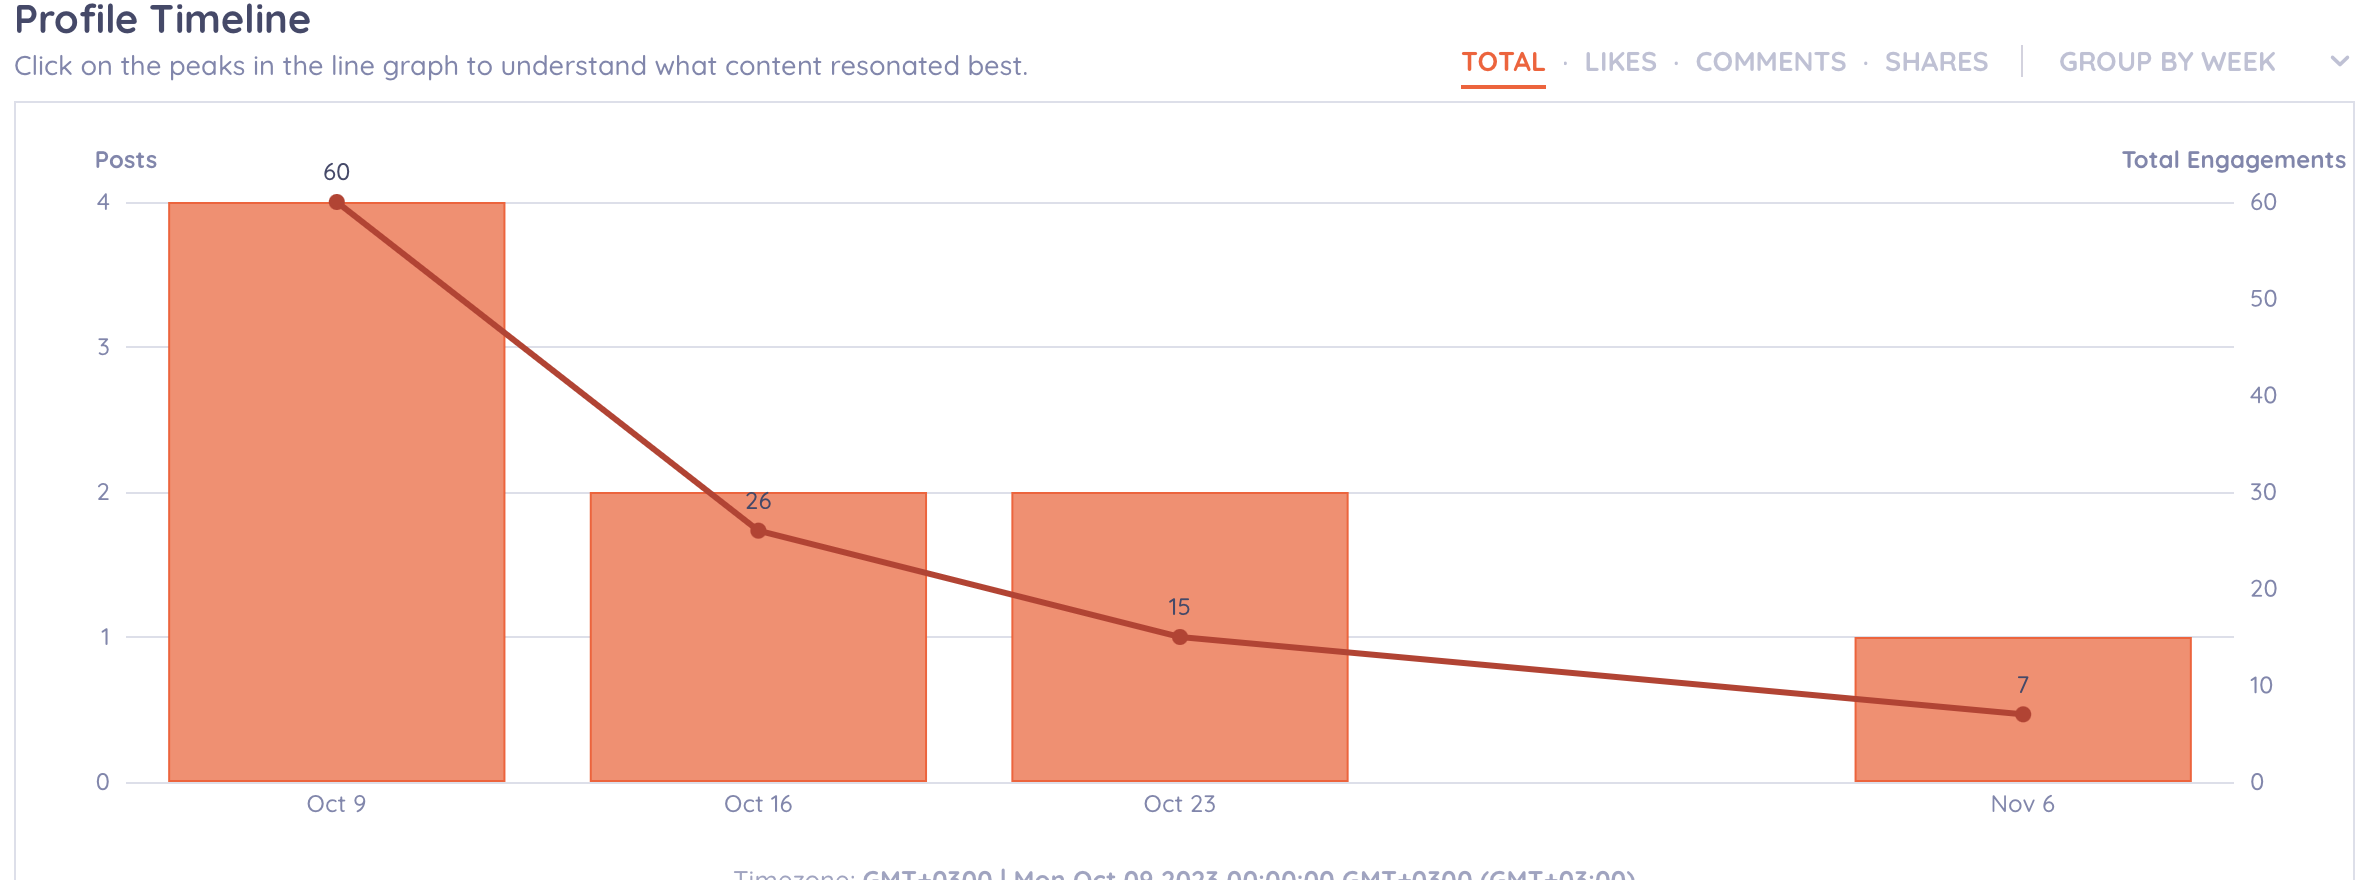 Profile Timeline
Click on the peaks in the line graph to understand what content resonated best.
TOTAL · LIKES · COMMENTS · SHARES | GROUP BY WEEK
Posts
Total Engagements
60
4
60
50
3
40
2
26
30
20
15
1
7
10
0
0
Oct 9
Oct 16
Oct 23
Nov 6
Timezone: GMT+0300 | Mon Oct 09 2023 00:00:00 GMT+0300 (GMT+03:00)